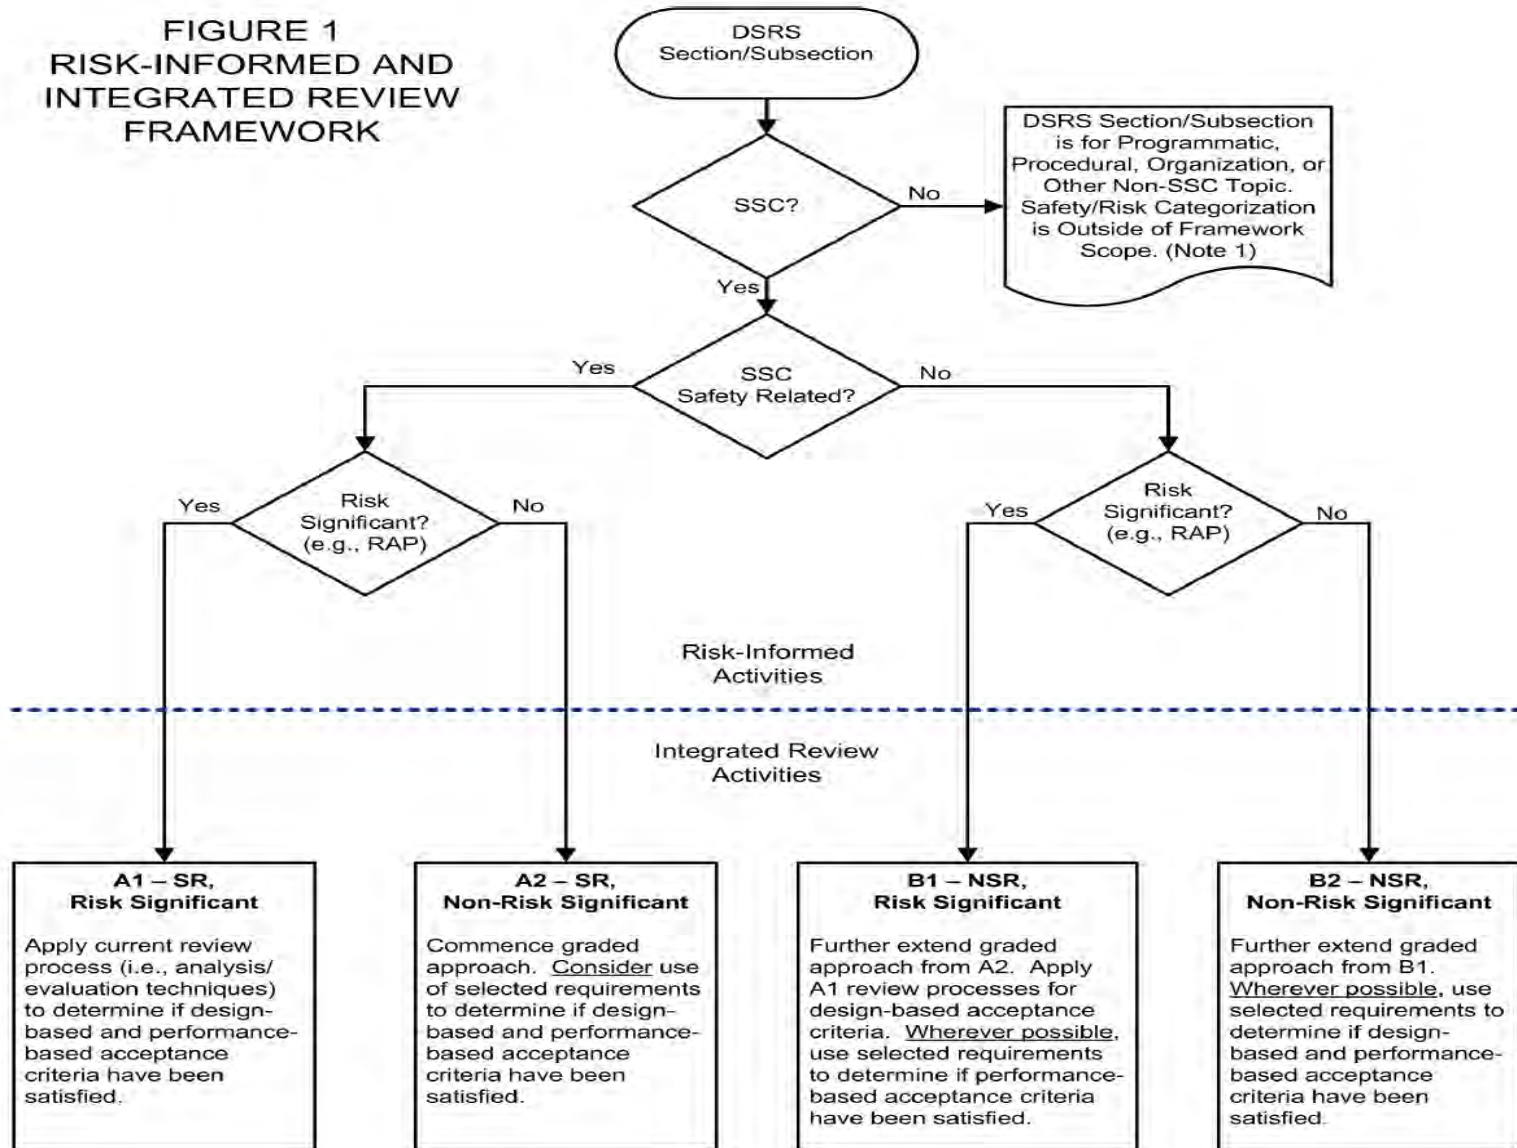 FIGURE 1
RISK-INFORMED AND
INTEGRATED REVIEW
FRAMEWORK
DSRS
Section/Subsection
SSC?
No
DSRS Section/Subsection
is for Programmatic,
Procedural, Organization, or
Other Non-SSC Topic.
Safety/Risk Categorization
is Outside of Framework
Scope. (Note 1)
Yes
SSC
Safety Related?
Yes
No
Risk
Significant?
(e.g., RAP)
Yes
No
Risk
Significant?
(e.g., RAP)
Yes
No
Risk-Informed
Activities
Integrated Review
Activities
A1 – SR,
Risk Significant
Apply current review
process (i.e., analysis/
evaluation techniques)
to determine if design-
based and performance-
based acceptance
criteria have been
satisfied.
A2 – SR,
Non-Risk Significant
Commence graded
approach. Consider use
of selected requirements
to determine if design-
based and performance-
based acceptance
criteria have been
satisfied.
B1 – NSR,
Risk Significant
Further extend graded
approach from A2. Apply
A1 review processes for
design-based acceptance
criteria. Wherever possible,
use selected requirements
to determine if performance-
based acceptance criteria
have been satisfied.
B2 – NSR,
Non-Risk Significant
Further extend graded
approach from B1.
Wherever possible, use
selected requirements to
determine if design-
based and performance-
based acceptance
criteria have been
satisfied.